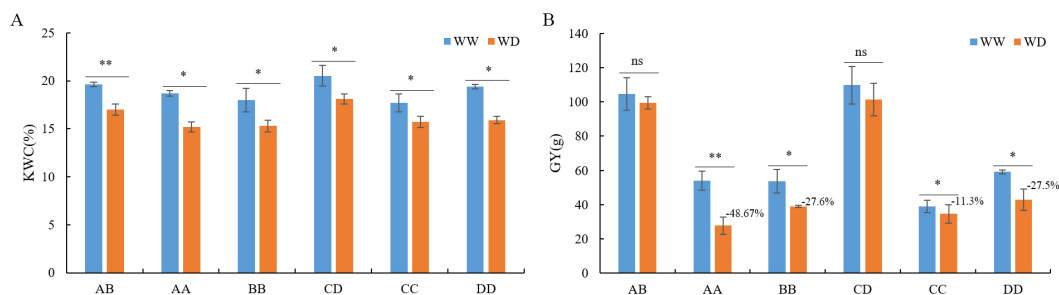 A
KWC(%)
25
20
15
10
5
0
WW WD
** * * * * *
AB AA BB CD CC DD
B
GY(g)
140
120
100
80
60
40
20
0
WW WD
ns ** * ns * *
-48.67% -27.6% -11.3% -27.5%
AB AA BB CD CC DD